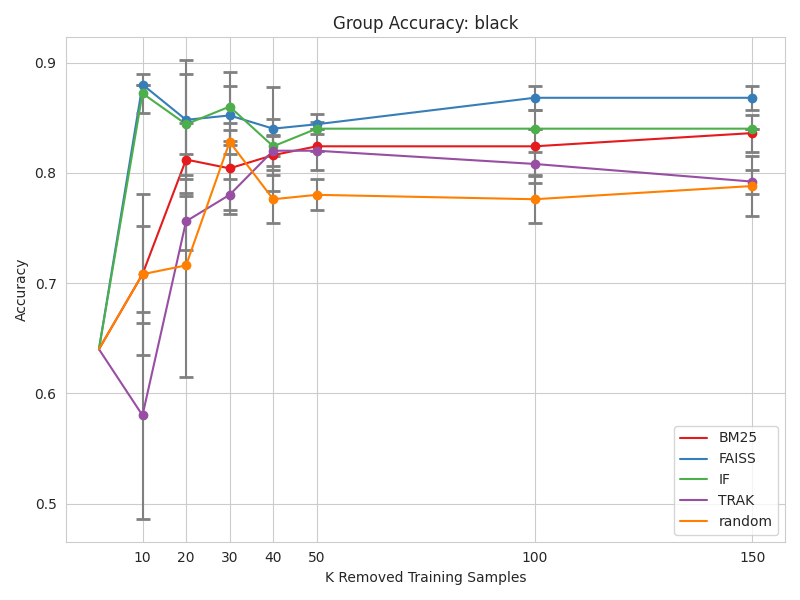 Group Accuracy: black
Accuracy
0.9
0.8
0.7
0.6
0.5
10 20 30 40 50 100 150
K Removed Training Samples
BM25
FAISS
IF
TRAK
random